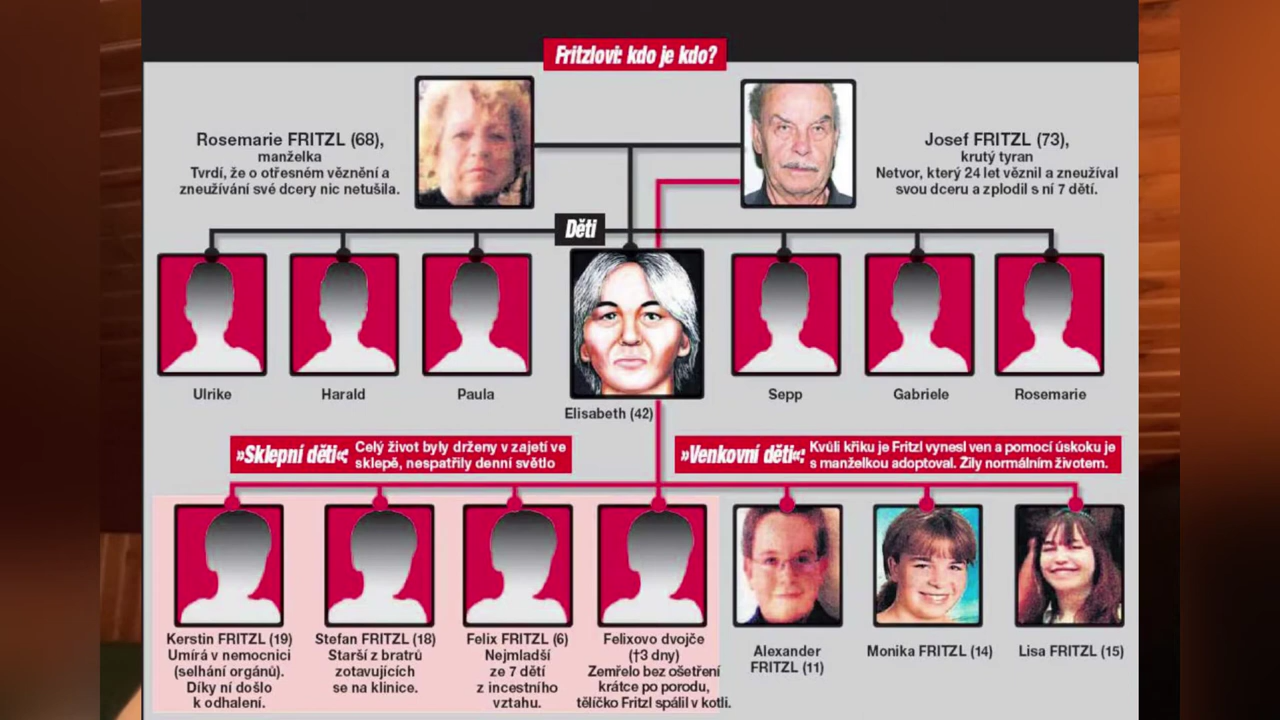 Fritzlovi: kdo je kdo?
Rosemarie FRITZL (68),
manželka
Tvrdí, že o otřesném věznění a
zneužívání své dcery nic netušila.
Josef FRITZL (73),
krutý tyran
Netvor, který 24 let věznil a zneužíval
svou dceru a zplodil s ní 7 dětí.
Děti
Ulrike
Harald
Paula
Elisabeth (42)
Sepp
Gabriele
Rosemarie
»Sklepní děti«: Celý život byly drženy v zajetí ve
sklepě, nespatřily denní světlo
»Venkovní děti«: Kvůli křiku je Fritzl vynesl ven a pomocí úskoku je
s manželkou adoptoval. Žily normálním životem.
Kerstin FRITZL (19)
Umírá v nemocnici
(selhání orgánů).
Díky ní došlo
k odhalení.
Stefan FRITZL (18)
Starší z bratrů
zotavujících
se na klinice.
Felix FRITZL (6)
Nejmladší
ze 7 dětí
z incestního
vztahu.
Felixovo dvojče
(†3 dny)
Zemřelo bez ošetření
krátce po porodu,
tělíčko Fritzl spálil v kotli.
Alexander
FRITZL (11)
Monika FRITZL (14)
Lisa FRITZL (15)